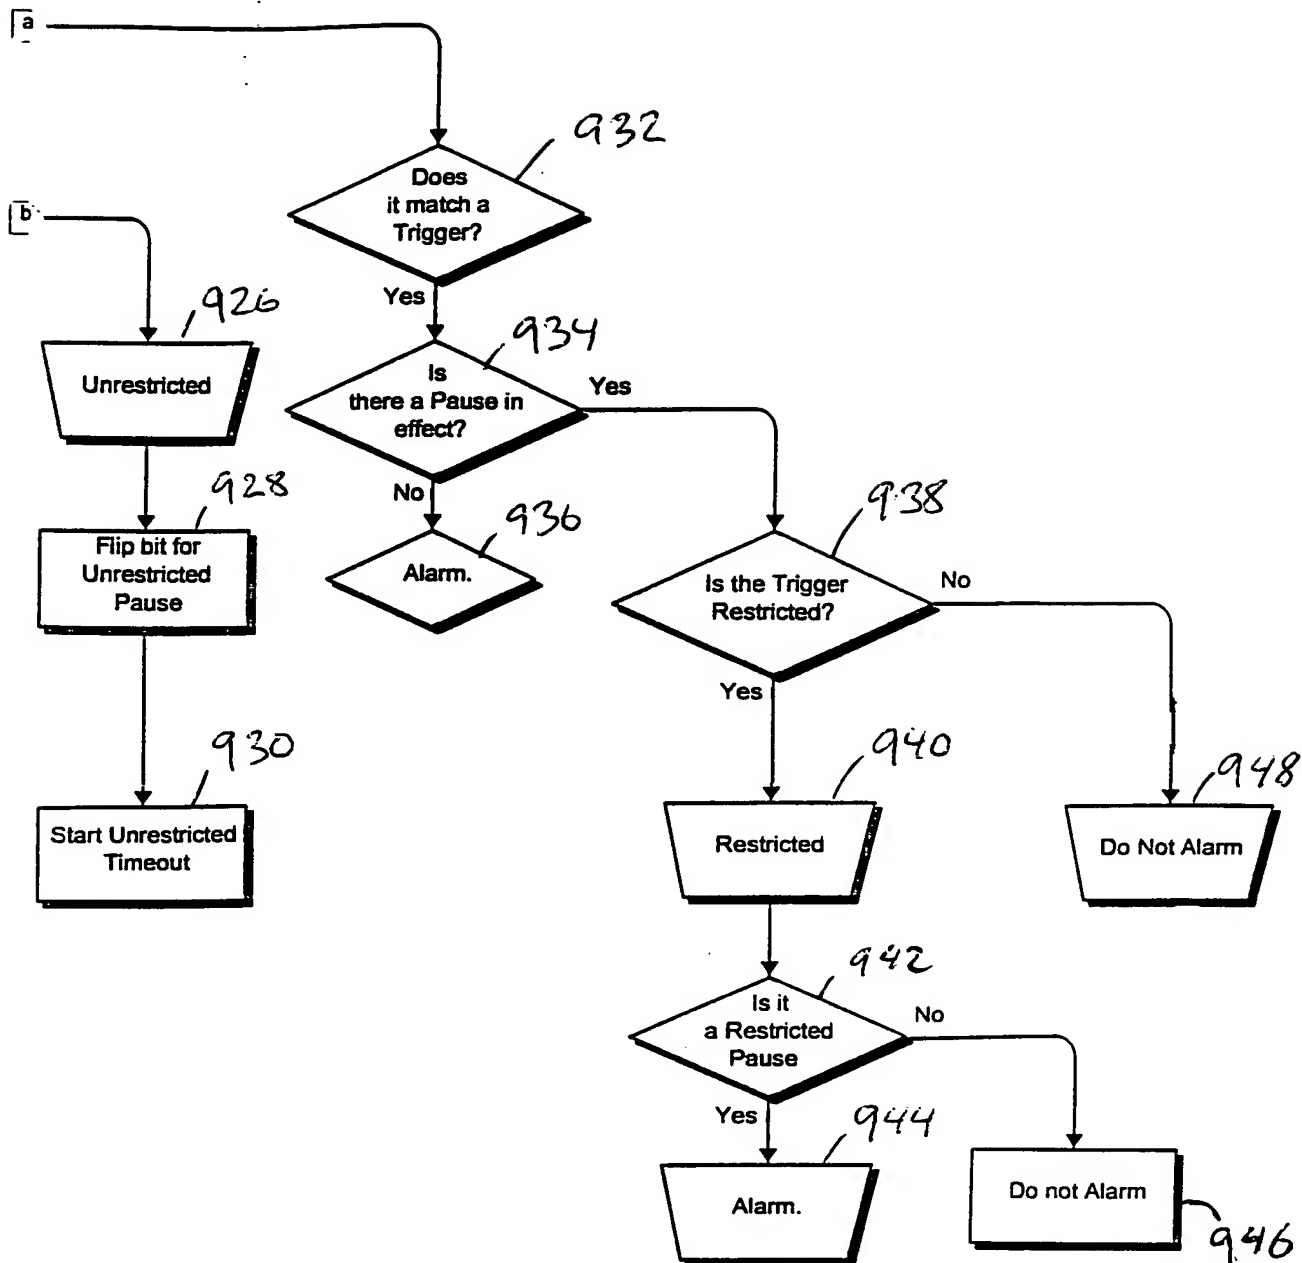 a
932
Does
it match a
Trigger?
b
Yes
926
934
Unrestricted
Is
there a Pause in
effect?
Yes
928
No
936
938
Flip bit for
Unrestricted
Pause
Alarm.
Is the Trigger
Restricted?
No
Yes
930
940
948
Start Unrestricted
Timeout
Restricted
Do Not Alarm
942
Is it
a Restricted
Pause
No
Yes
944
Alarm.
Do not Alarm
946